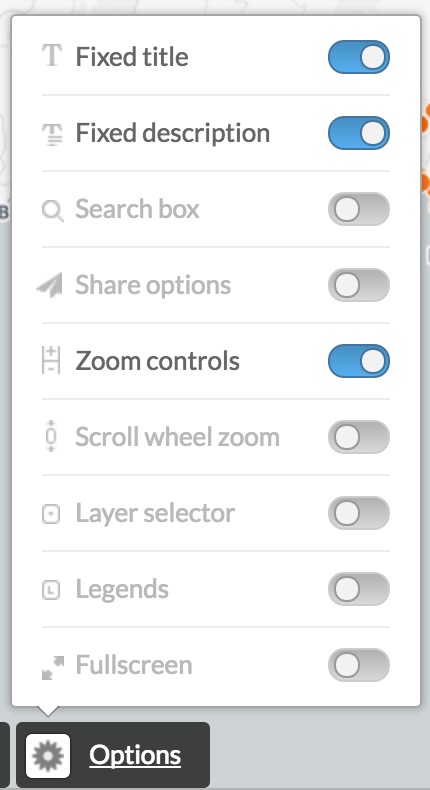 Fixed title
Fixed description
Search box
Share options
Zoom controls
Scroll wheel zoom
Layer selector
Legends
Fullscreen
Options